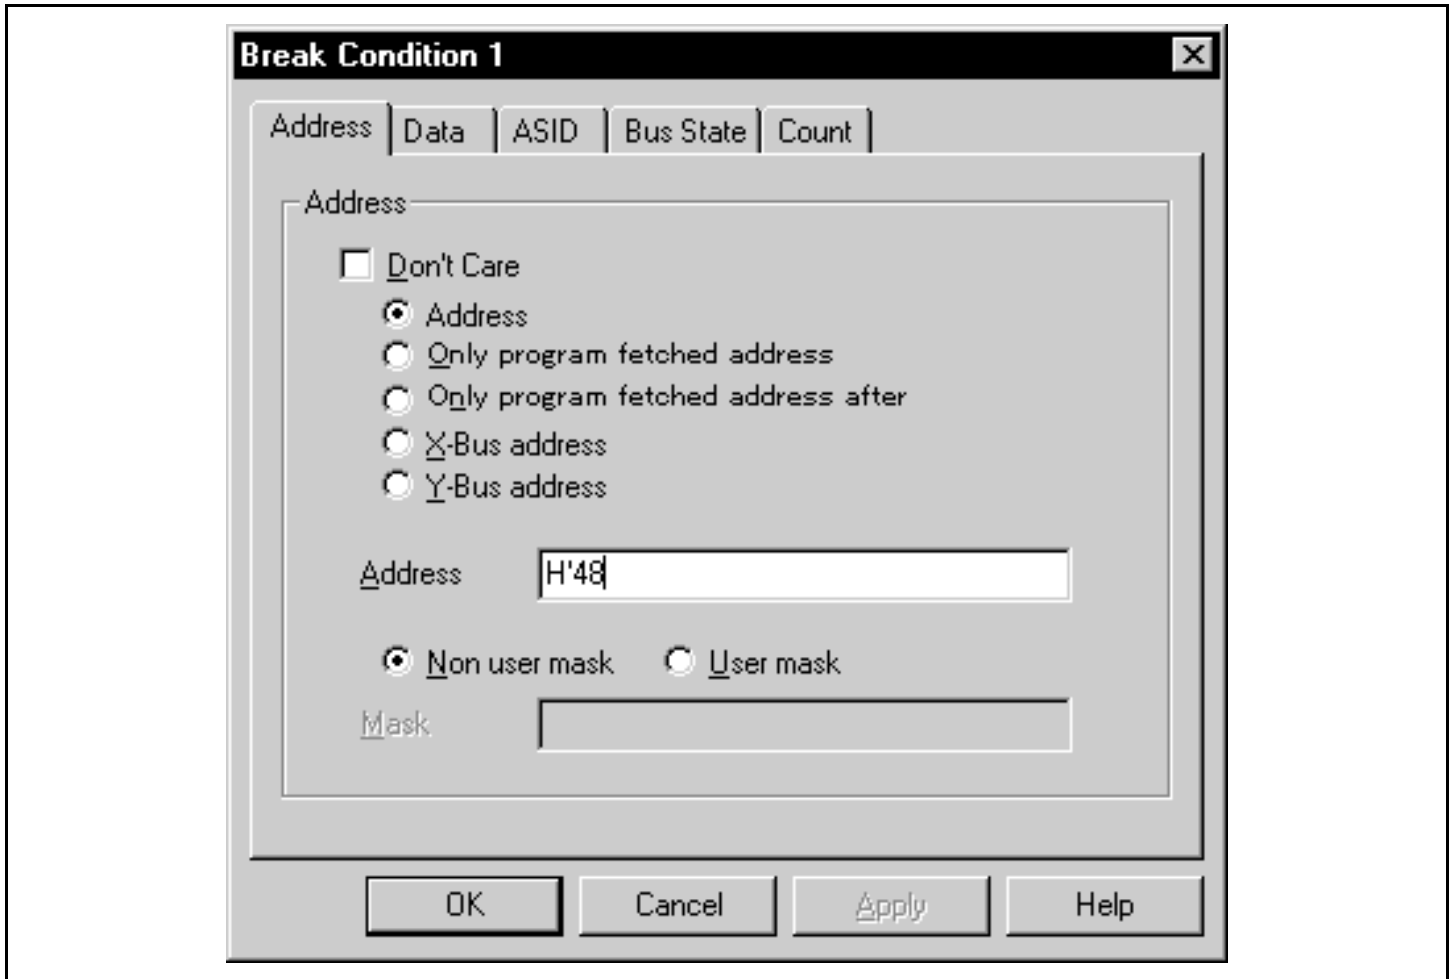 Break Condition 1
Address Data ASID Bus State Count
Address
Don't Care
Address
Only program fetched address
Only program fetched address after
X-Bus address
Y-Bus address
Address H'48
Non user mask User mask
Mask
OK Cancel Apply Help